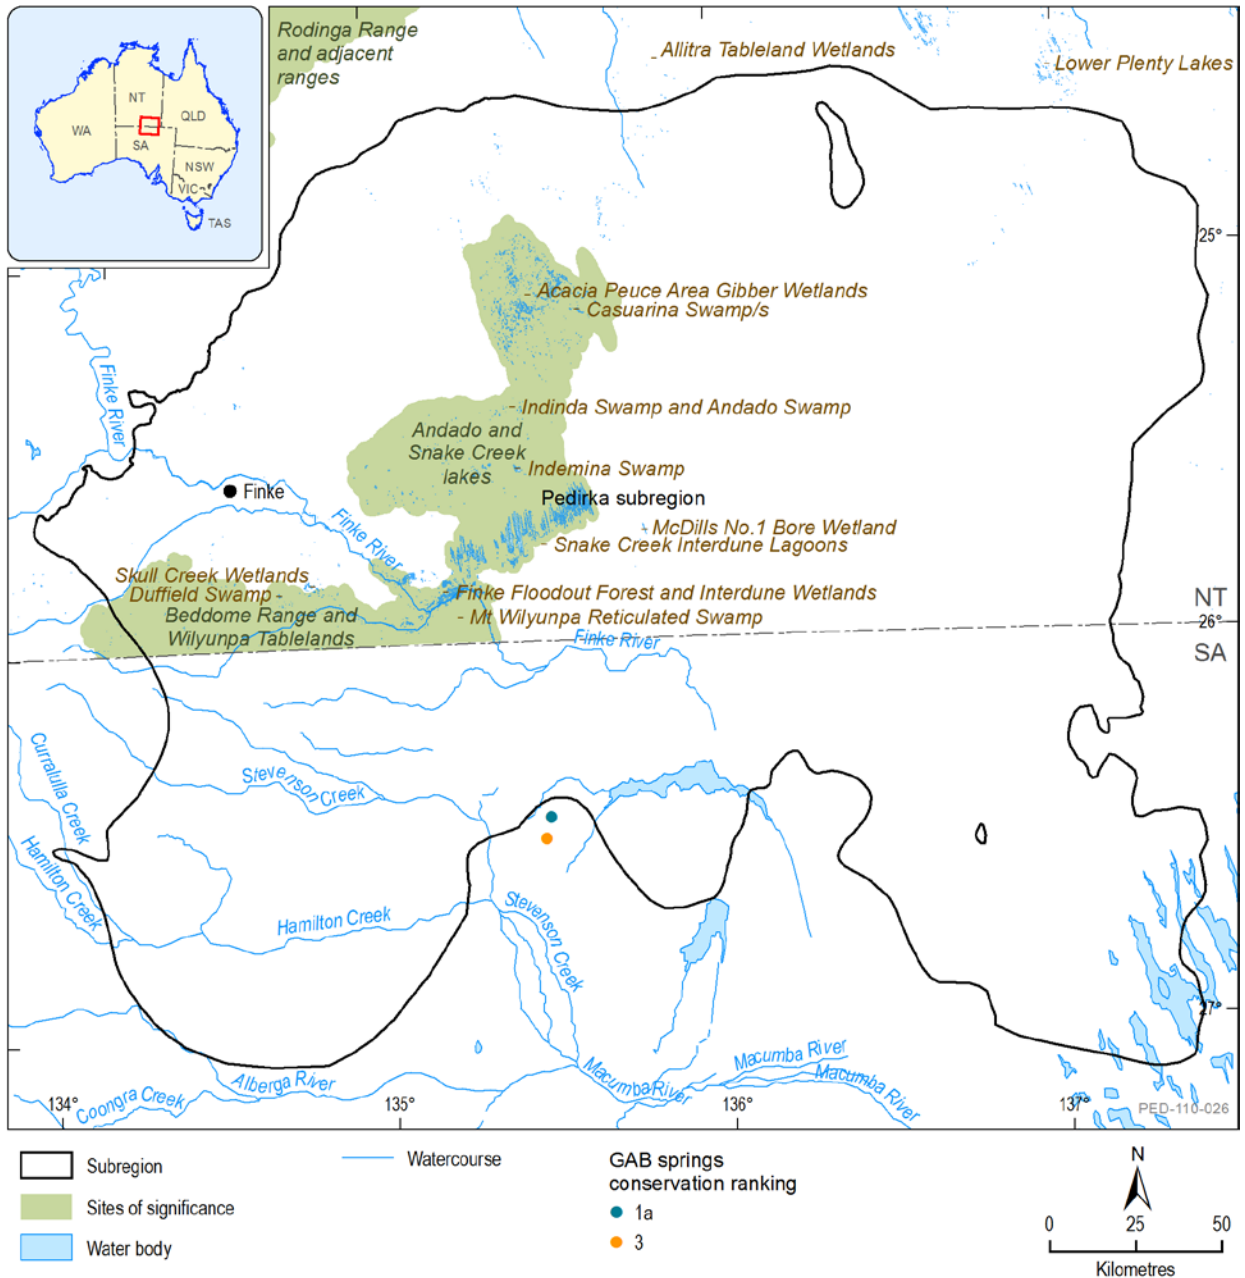 Rodinga Range
and adjacent
ranges
Allitra Tableland Wetlands
Lower Plenty Lakes
NT
QLD
WA
SA
NSW
VIC
TAS
25°
Acacia Peuce Area Gibber Wetlands
Casuarina Swamp/s
Finke River
Indinda Swamp and Andado Swamp
Andado and
Snake Creek
lakes
Indemina Swamp
Finke
Pedirka subregion
Finke River
McDills No.1 Bore Wetland
Snake Creek Interdune Lagoons
Skull Creek Wetlands
Duffield Swamp
Finke Floodout Forest and Interdune Wetlands
Beddome Range and
Wilyunpa Tablelands
Mt Wilyunpa Reticulated Swamp
NT
26°
SA
Finke River
Curralulla Creek
Stevenson Creek
Hamilton Creek
Hamilton Creek
Stevenson Creek
27°
Macumba River
Macumba River
Macumba River
Alberga River
Coongra Creek
134°
135°
136°
137°
PED-110-026
Subregion
Sites of significance
Water body
Watercourse
GAB springs
conservation ranking
1a
3
N
0 25 50
Kilometres